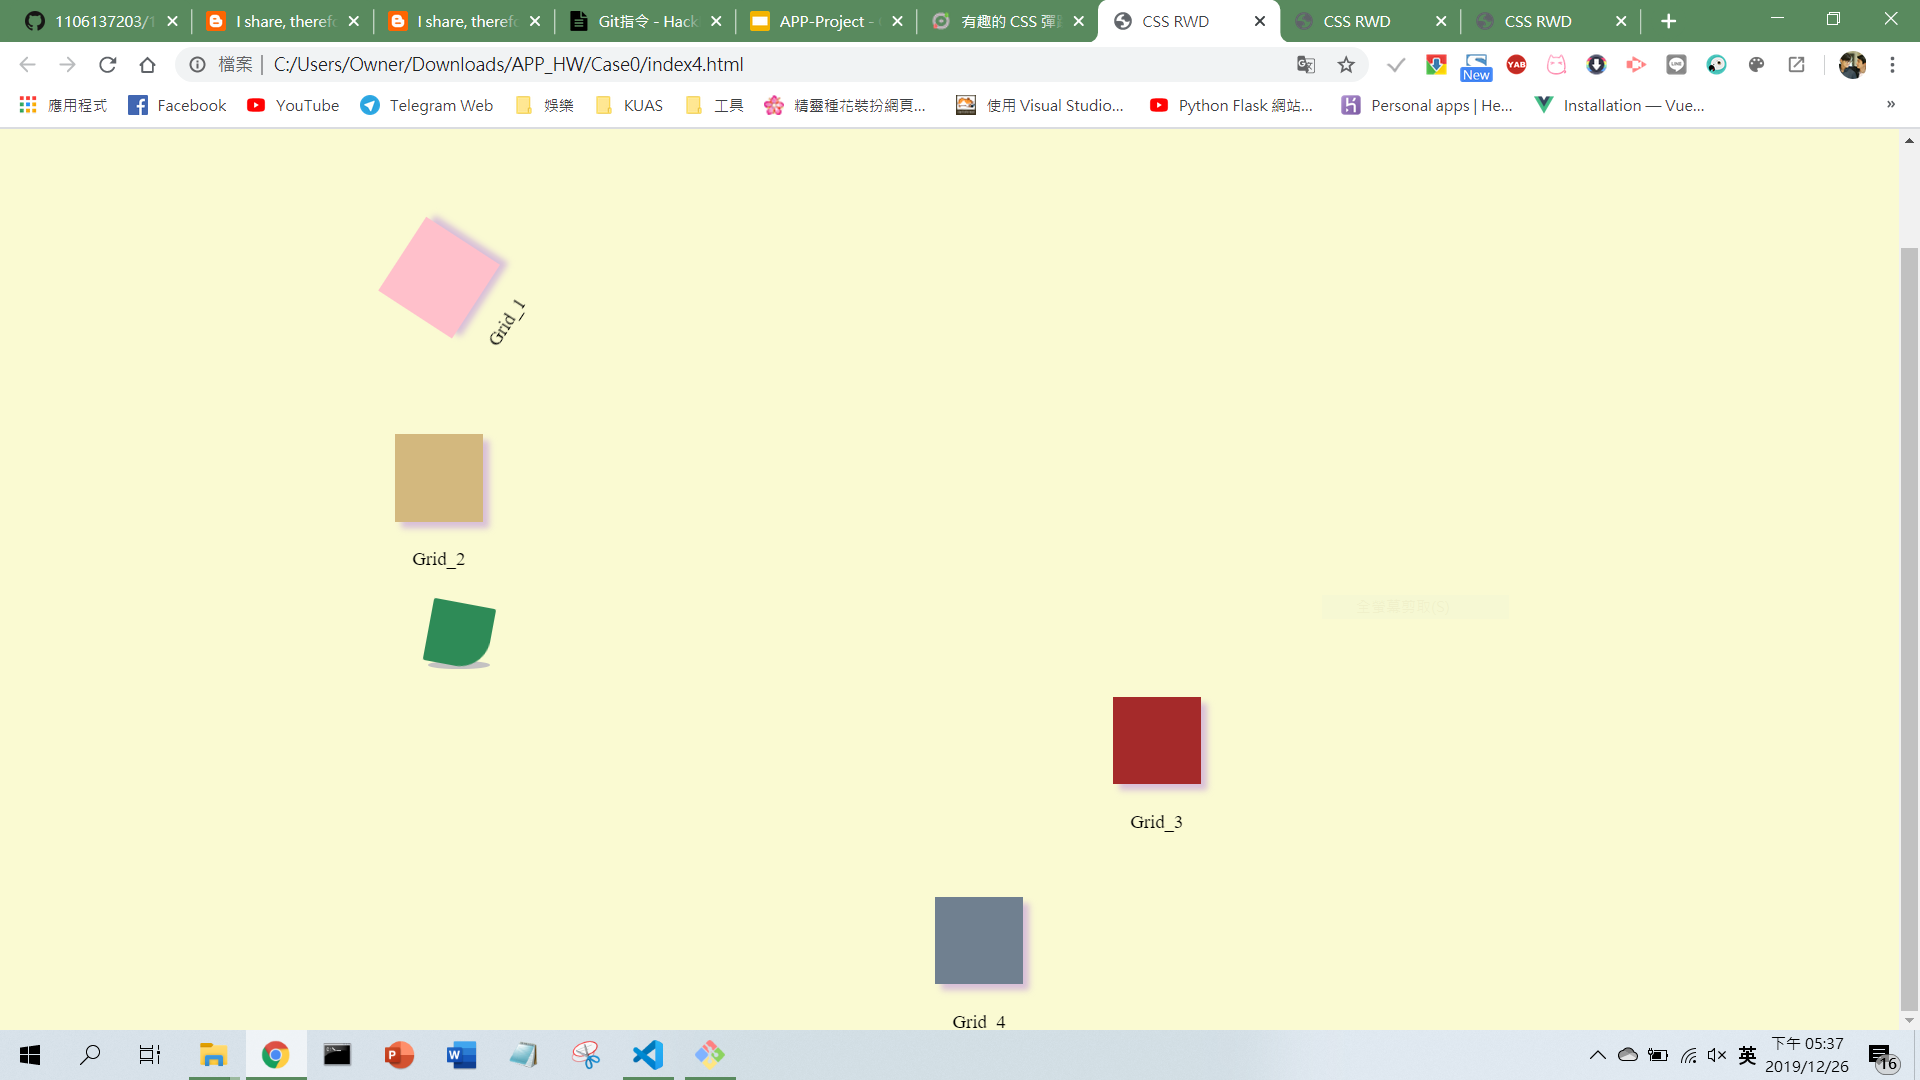 1106137203/1
I share, therefo
I share, therefo
Git指令 - Hack
APP-Project -
有趣的 CSS 彈
CSS RWD
CSS RWD
CSS RWD
檔案 | C:/Users/Owner/Downloads/APP_HW/Case0/index4.html
New
YAB
應用程式
Facebook
YouTube
Telegram Web
娛樂
KUAS
工具
精靈種花裝扮網頁...
使用 Visual Studio...
Python Flask 網站...
Personal apps | He...
Installation — Vue...
»
Grid_1
Grid_2
Grid_3
Grid_4
英
下午 05:37
2019/12/26
16